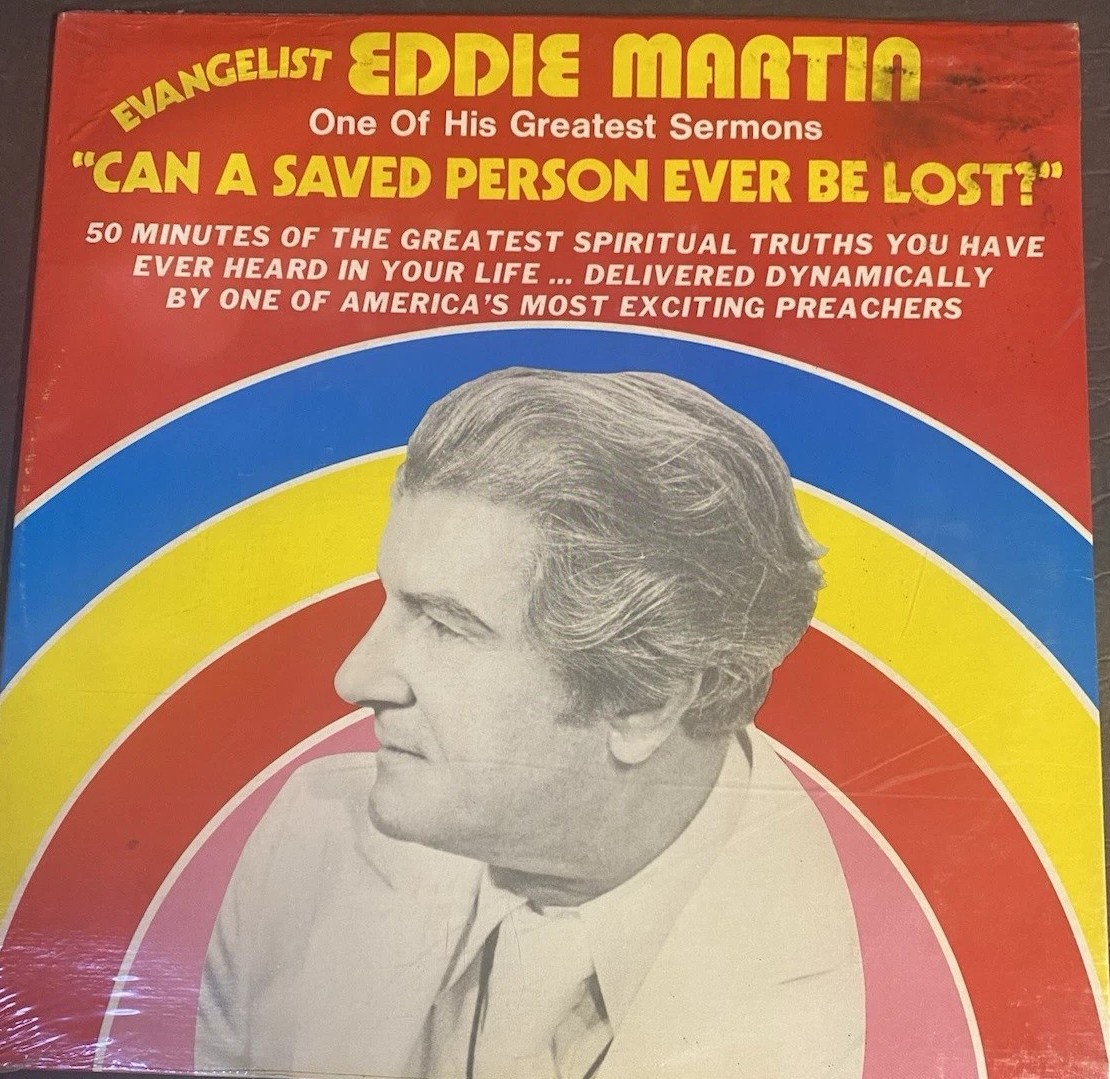 EVANGELIST EDDIE MARTIN
One Of His Greatest Sermons
"CAN A SAVED PERSON EVER BE LOST?"
50 MINUTES OF THE GREATEST SPIRITUAL TRUTHS YOU HAVE
EVER HEARD IN YOUR LIFE ... DELIVERED DYNAMICALLY
BY ONE OF AMERICA'S MOST EXCITING PREACHERS